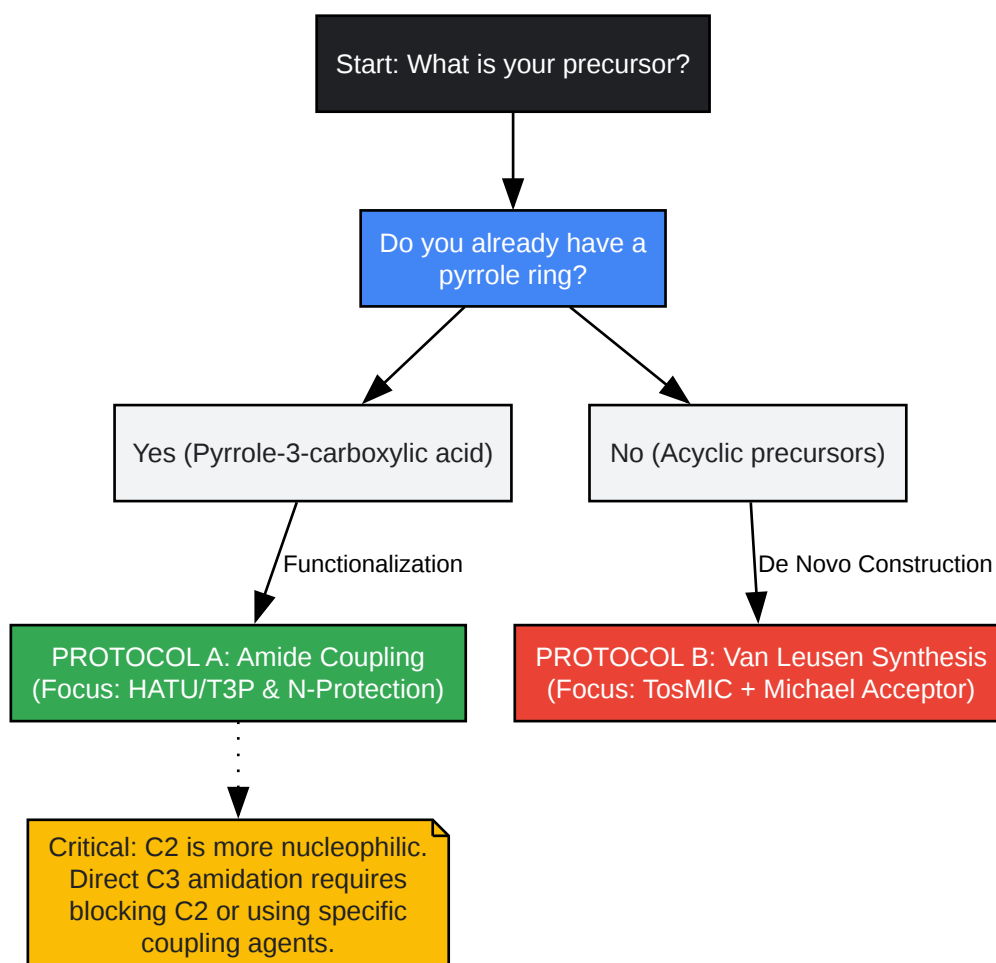 Start: What is your precursor?
Do you already have a
pyrrole ring?
Yes (Pyrrole-3-carboxylic acid)
No (Acyclic precursors)
Functionalization
De Novo Construction
PROTOCOL A: Amide Coupling
(Focus: HATU/T3P & N-Protection)
PROTOCOL B: Van Leusen Synthesis
(Focus: TosMIC + Michael Acceptor)
Critical: C2 is more nucleophilic.
Direct C3 amidation requires
blocking C2 or using specific
coupling agents.